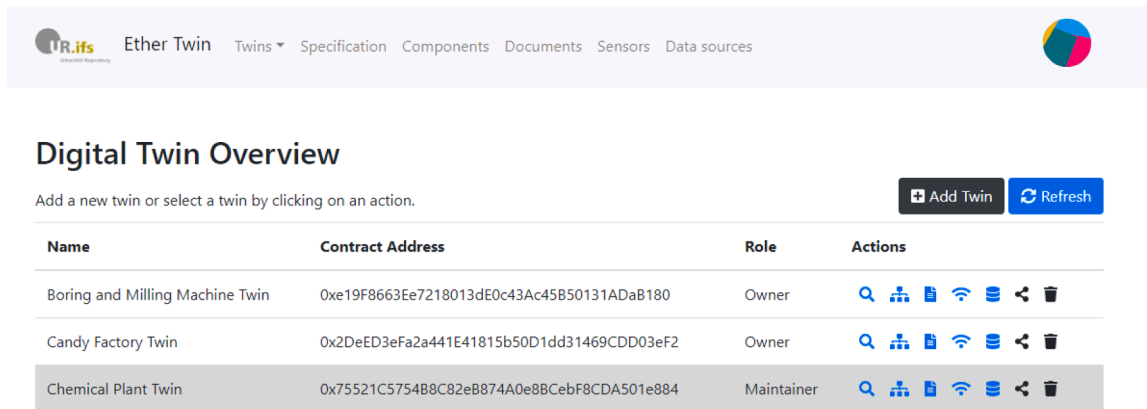 UR.ifs
Universität Regensburg
Ether Twin Twins Specification Components Documents Sensors Data sources
Digital Twin Overview
Add a new twin or select a twin by clicking on an action.
Add Twin Refresh
Name Contract Address Role Actions
Boring and Milling Machine Twin 0xe19F8663Ee7218013dE0c43Ac45B50131ADaB180 Owner
Candy Factory Twin 0x2DeED3eFa2a441E41815b50D1dd31469CDD03eF2 Owner
Chemical Plant Twin 0x75521C5754B8C82eB874A0e8BCebF8CDA501e884 Maintainer